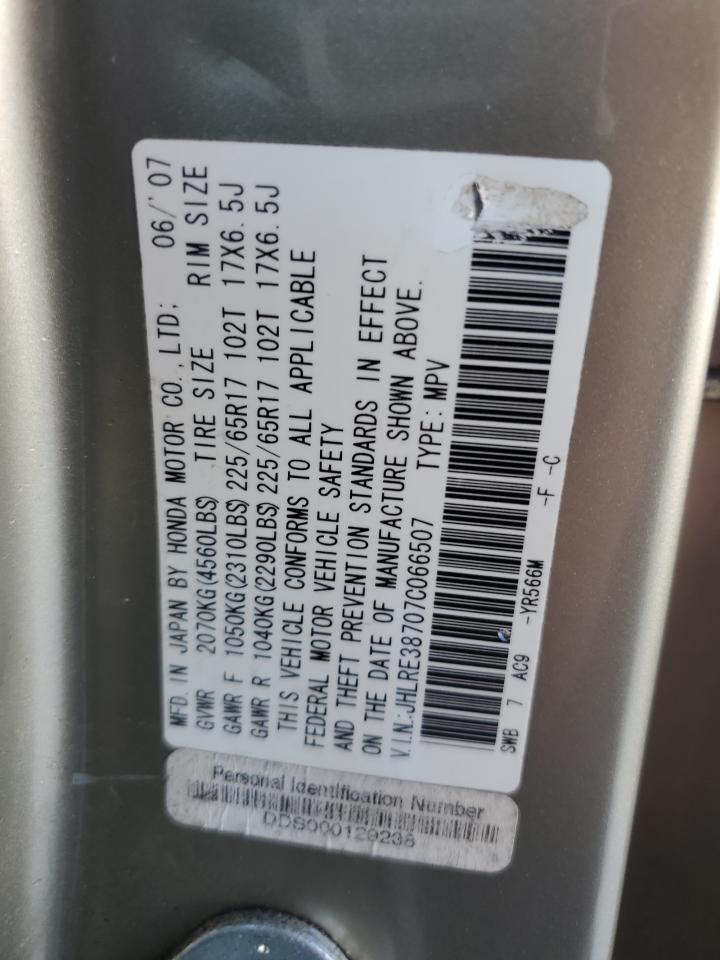 MFD. IN JAPAN BY HONDA MOTOR CO., LTD; 06/'07
GVWR 2070KG(4560LBS) TIRE SIZE RIM SIZE
GAWR F 1050KG(2310LBS) 225/65R17 102T 17X6.5J
GAWR R 1040KG(2290LBS) 225/65R17 102T 17X6.5J
THIS VEHICLE CONFORMS TO ALL APPLICABLE
FEDERAL MOTOR VEHICLE SAFETY
AND THEFT PREVENTION STANDARDS IN EFFECT
ON THE DATE OF MANUFACTURE SHOWN ABOVE.
V.I.N.:JHLRE38707C066507 TYPE: MPV
SWB 7 AC9 -YR566M -F -C
Personal Identification Number
DDS000129238